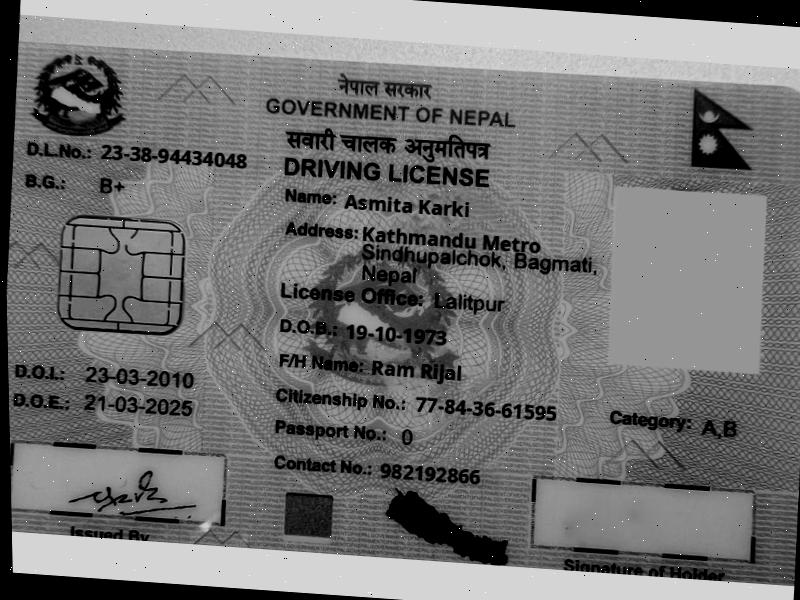 नेपाल सरकार
GOVERNMENT OF NEPAL
सवारी चालक अनुमतिपत्र
DRIVING LICENSE
D.L.No.: 23-38-94434048
B.G.: B+
Name: Asmita Karki
Address: Kathmandu Metro
Sindhupalchok, Bagmati,
Nepal
License Office: Lalitpur
D.O.B.: 19-10-1973
F/H Name: Ram Rijal
D.O.I.: 23-03-2010
D.O.E.: 21-03-2025
Citizenship No.: 77-84-36-61595
Category: A,B
Passport No.: 0
Contact No.: 982192866
Issued By
Signature of Holder